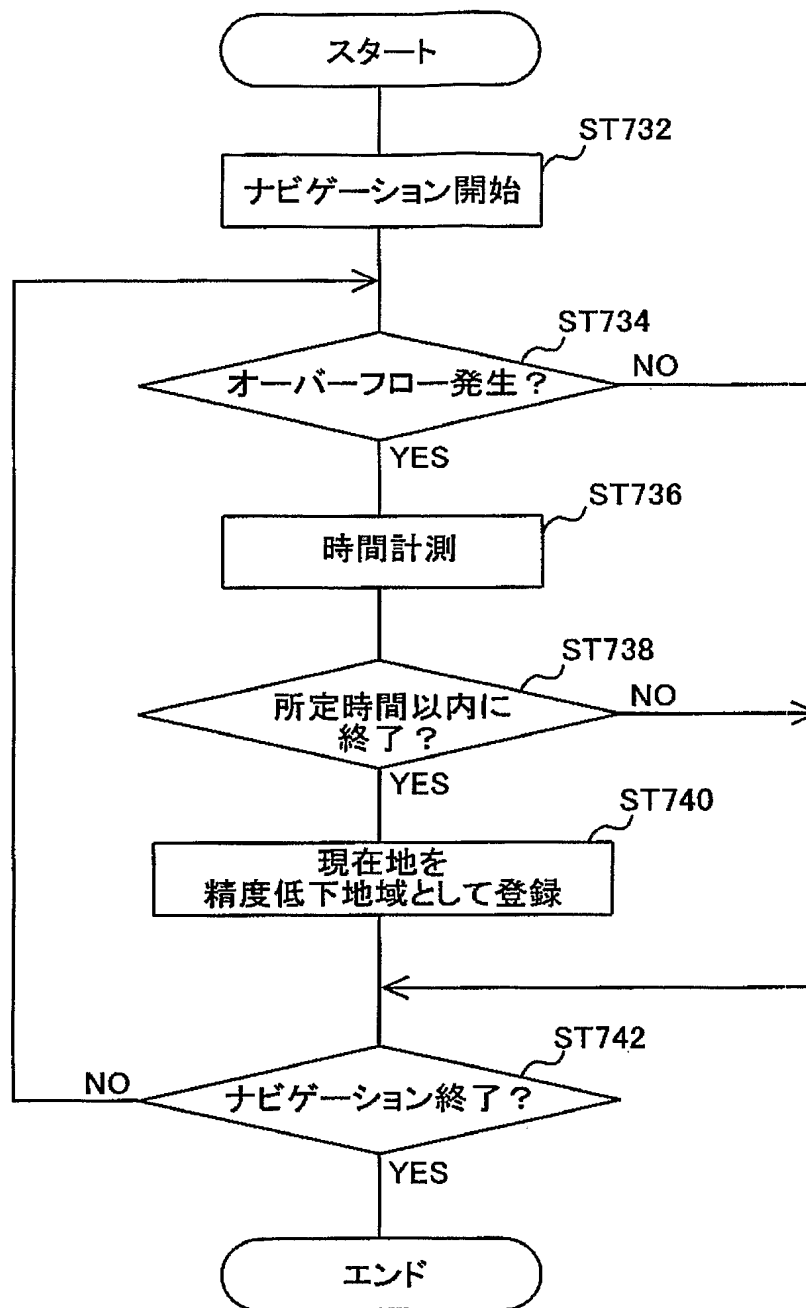 スタート
ST732
ナビゲーション開始
ST734
オーバーフロー発生？
NO
YES
ST736
時間計測
ST738
所定時間以内に
終了？
NO
YES
ST740
現在地を
精度低下地域として登録
ST742
ナビゲーション終了？
NO
YES
エンド